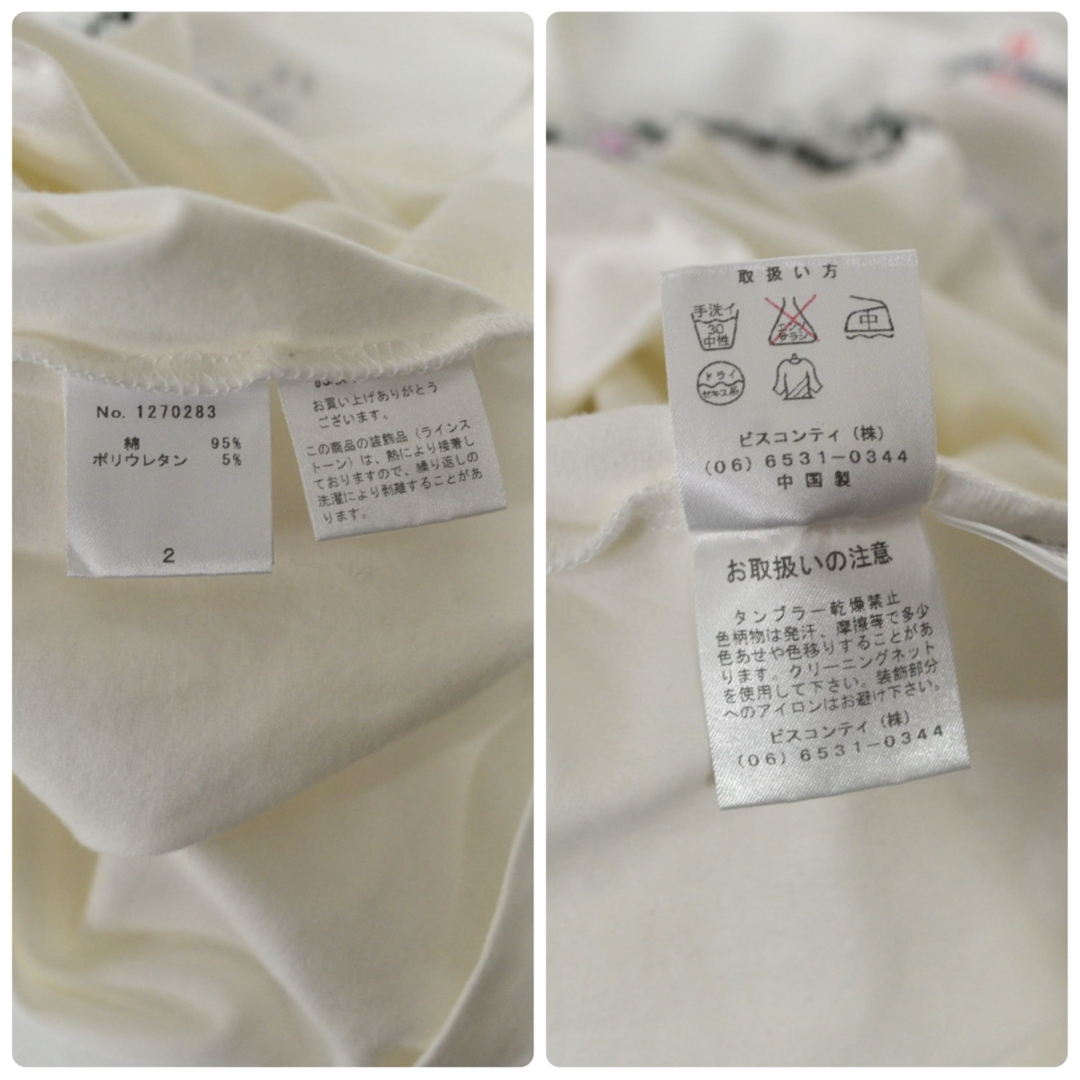 No. 1270283
綿 95%
ポリウレタン 5%
2
お買い上げありがとう
ございます。
この商品の装飾品（ラインス
トーン）は、熱により接着し
ておりますので、繰り返しの
洗濯により剥離することがあ
ります。
取扱い方
手洗イ
30
中性
エンソ
サラシ
中
ドライ
セキユ系
ビスコンティ（株）
(06) 6531-0344
中国製
お取扱いの注意
タンブラー乾燥禁止
色柄物は発汗、摩擦等で多少
色あせや色移りすることがあ
ります。クリーニングネット
を使用して下さい。装飾部分
へのアイロンはお避け下さい。
ビスコンティ（株）
(06) 6531-0344